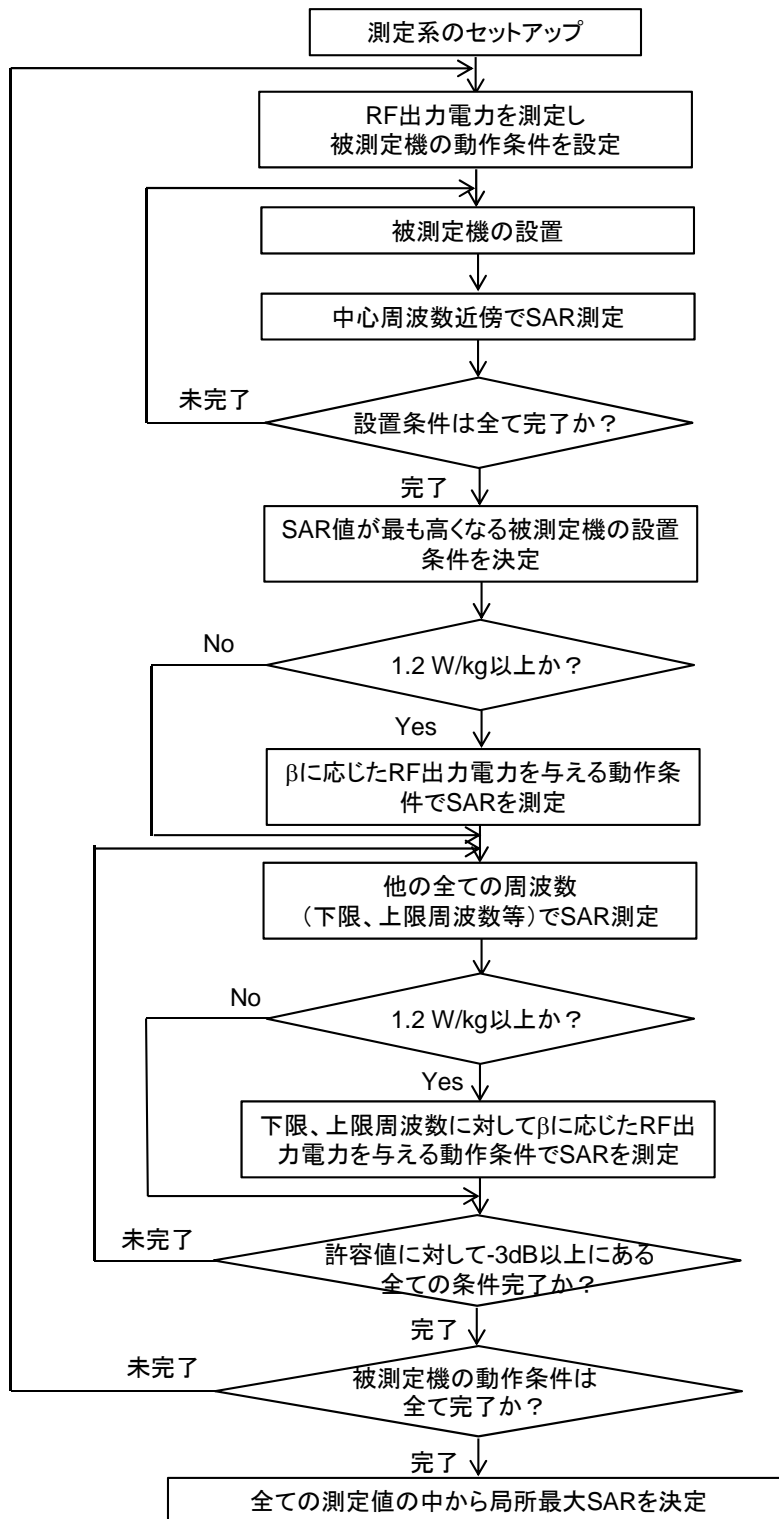 測定系のセットアップ
RF出力電力を測定し
被測定機の動作条件を設定
被測定機の設置
中心周波数近傍でSAR測定
未完了
設置条件は全て完了か？
完了
SAR値が最も高くなる被測定機の設置
条件を決定
No
1.2 W/kg以上か？
Yes
βに応じたRF出力電力を与える動作条
件でSARを測定
他の全ての周波数
（下限、上限周波数等）でSAR測定
No
1.2 W/kg以上か？
Yes
下限、上限周波数に対してβに応じたRF出
力電力を与える動作条件でSARを測定
未完了
許容値に対して-3dB以上にある
全ての条件完了か？
完了
未完了
被測定機の動作条件は
全て完了か？
完了
全ての測定値の中から局所最大SARを決定